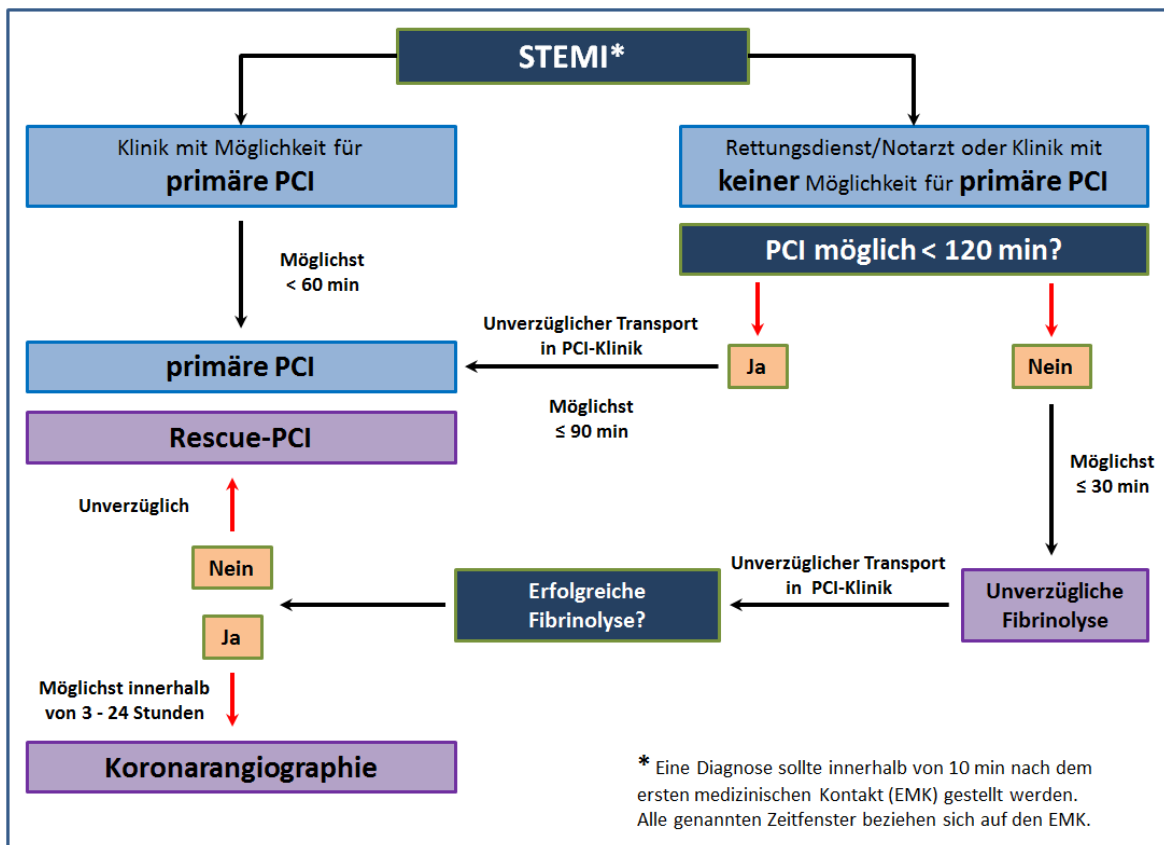 STEMI*
Klinik mit Möglichkeit für
primäre PCI
Rettungsdienst/Notarzt oder Klinik mit
keiner Möglichkeit für primäre PCI
PCI möglich < 120 min?
Möglichst
< 60 min
Unverzüglicher Transport
in PCI-Klinik
primäre PCI
Ja
Nein
Möglichst
≤ 90 min
Rescue-PCI
Möglichst
≤ 30 min
Unverzüglich
Nein
Ja
Erfolgreiche
Fibrinolyse?
Unverzüglicher Transport
in PCI-Klinik
Unverzügliche
Fibrinolyse
Möglichst innerhalb
von 3 - 24 Stunden
Koronarangiographie
* Eine Diagnose sollte innerhalb von 10 min nach dem
ersten medizinischen Kontakt (EMK) gestellt werden.
Alle genannten Zeitfenster beziehen sich auf den EMK.